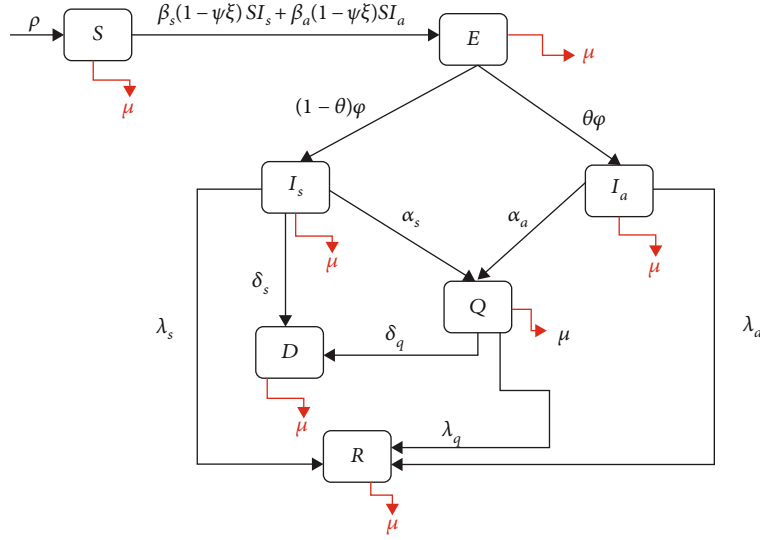 ρ
S
β_s(1 – ψξ) SI_s + β_a(1 – ψξ)SI_a
E
μ
μ
(1 – θ)φ
θφ
I_s
I_a
α_s
α_a
μ
μ
δ_s
Q
λ_s
δ_q
μ
λ_a
D
μ
λ_q
R
μ